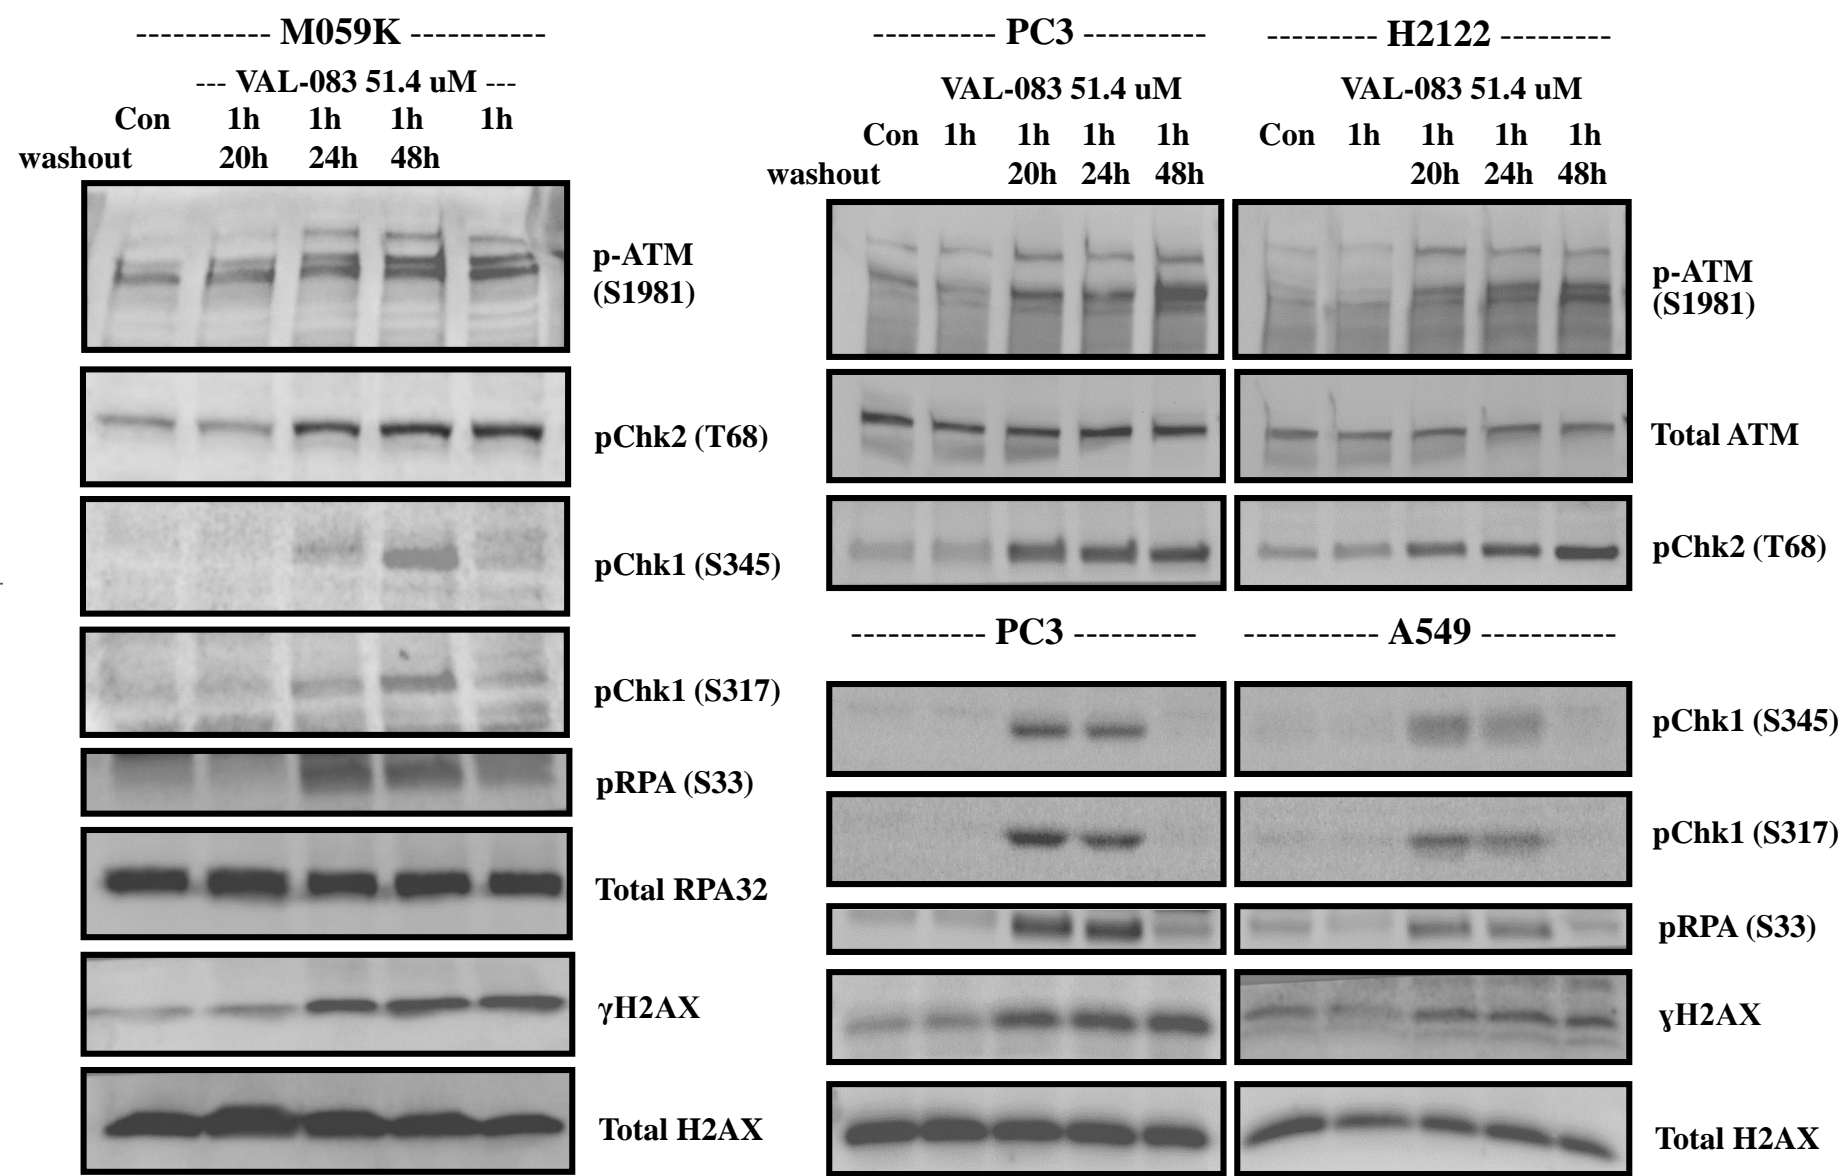 ----------- M059K -----------
--- VAL-083 51.4 uM ---
Con 1h 1h 1h 1h
washout 20h 24h 48h
p-ATM
(S1981)
pChk2 (T68)
pChk1 (S345)
pChk1 (S317)
pRPA (S33)
Total RPA32
γH2AX
Total H2AX
---------- PC3 ----------
VAL-083 51.4 uM
Con 1h 1h 1h 1h
washout 20h 24h 48h
--------- H2122 ---------
VAL-083 51.4 uM
Con 1h 1h 1h 1h
20h 24h 48h
p-ATM
(S1981)
Total ATM
pChk2 (T68)
----------- PC3 ----------
----------- A549 -----------
pChk1 (S345)
pChk1 (S317)
pRPA (S33)
ɣH2AX
Total H2AX